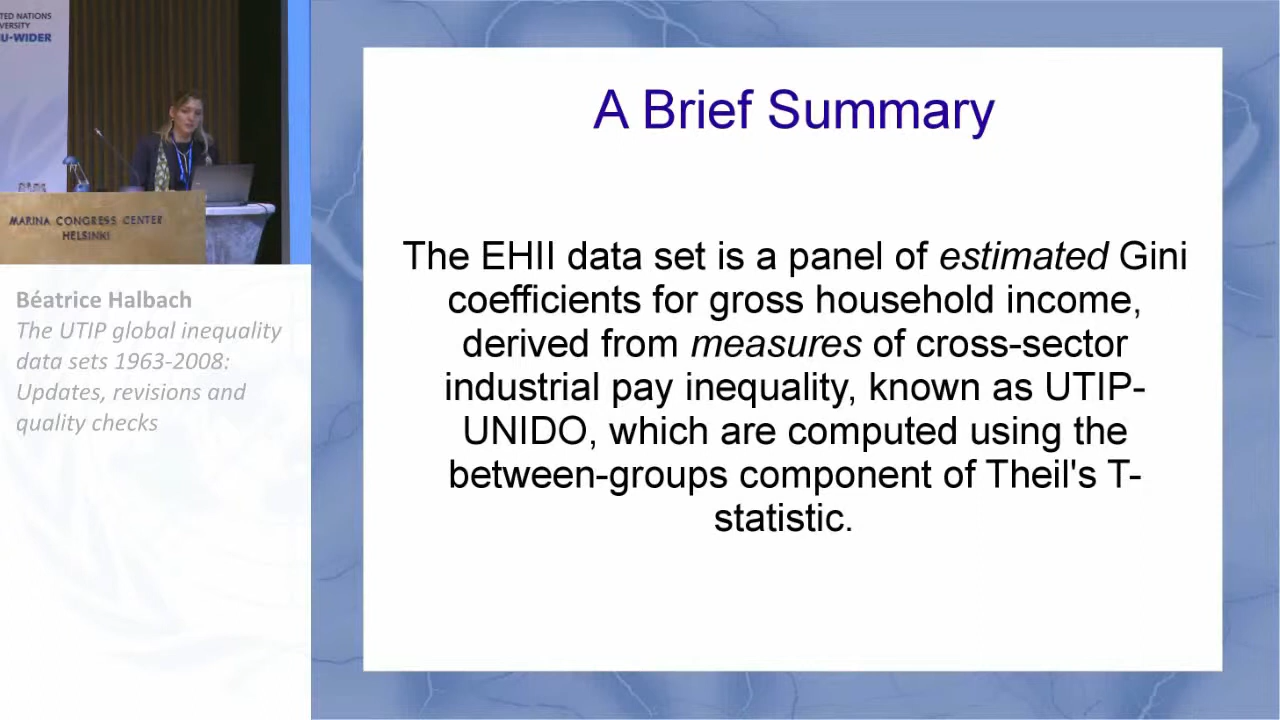 TED NATIONS
VERSITY
U-WIDER
MARINA CONGRESS CENTER
HELSINKI
Béatrice Halbach
The UTIP global inequality
data sets 1963-2008:
Updates, revisions and
quality checks
A Brief Summary
The EHII data set is a panel of estimated Gini
coefficients for gross household income,
derived from measures of cross-sector
industrial pay inequality, known as UTIP-
UNIDO, which are computed using the
between-groups component of Theil's T-
statistic.